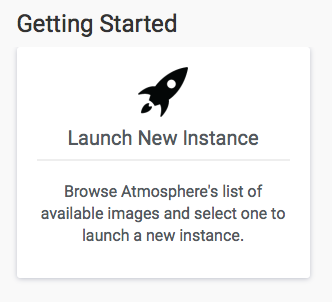 Getting Started
Launch New Instance
Browse Atmosphere's list of
available images and select one to
launch a new instance.